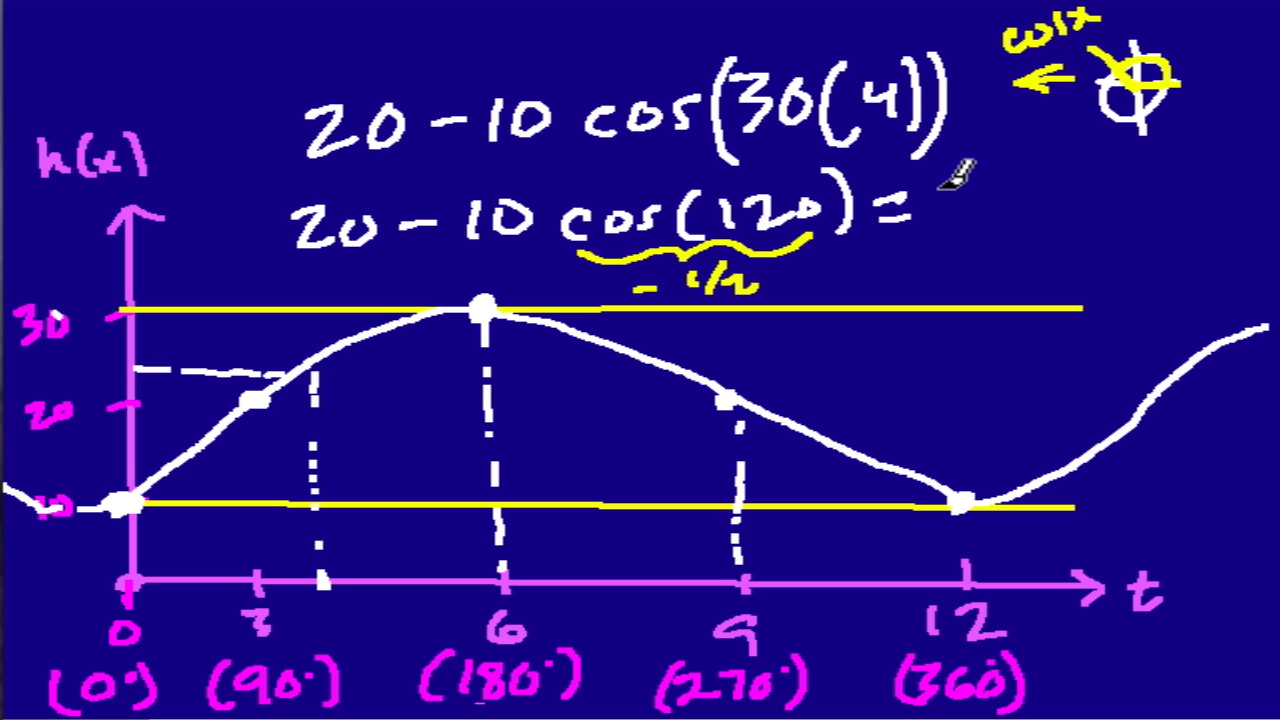 cos x
20 - 10 cos(30(4))
h(x)
20 - 10 cos(120) =
- 1/2
30
20
10
0 3 6 9 12 t
(0°) (90°) (180°) (270°) (360°)